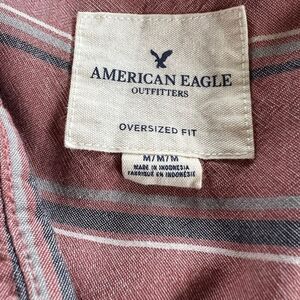 AMERICAN EAGLE
OUTFITTERS
OVERSIZED FIT
M/M/M
MADE IN INDONESIA
FABRIQUÉ EN INDONÉSIE